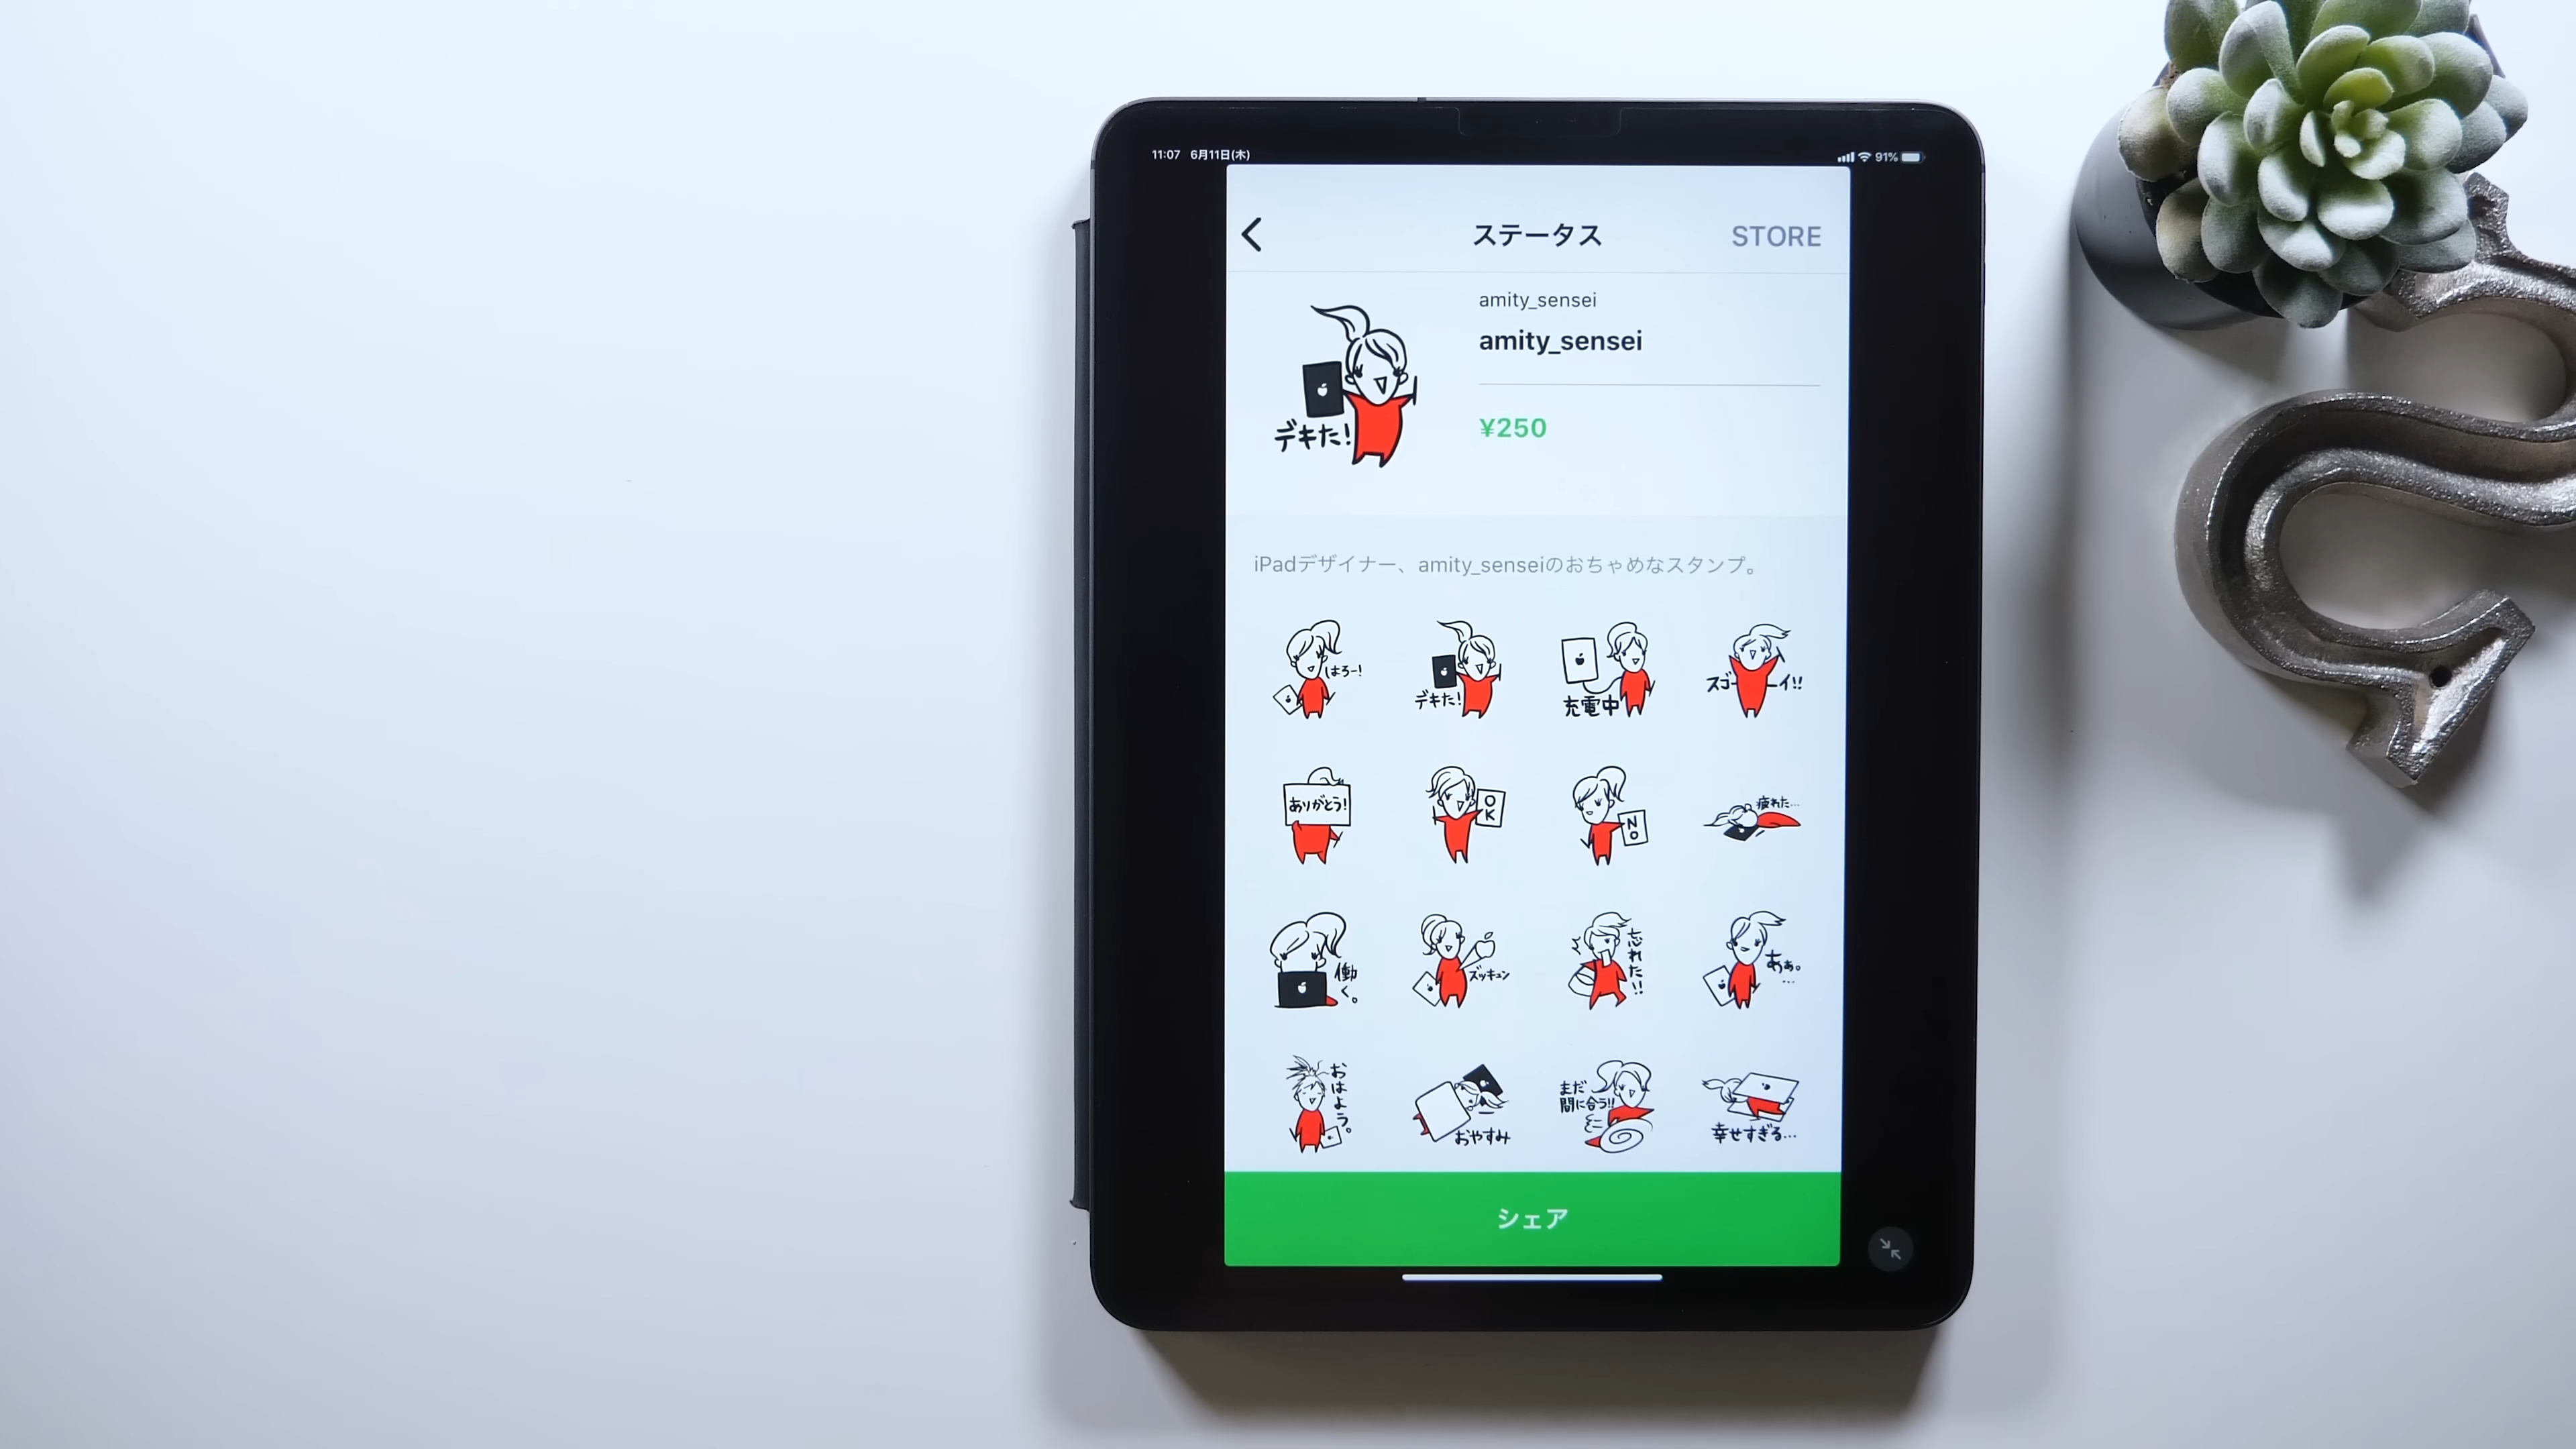 11:07 6月11日(木)
91%
ステータス
STORE
amity_sensei
amity_sensei
¥250
デキた!
iPadデザイナー、amity_senseiのおちゃめなスタンプ。
はろー!
デキた!
充電中
スゴーイ!!
ありがとう!
OK
NO
疲れた…
働く。
ズッキュン
忘れた!!
あぁ。…
おはよう。
おやすみ
まだ
間に合う!!
幸せすぎる…
シェア